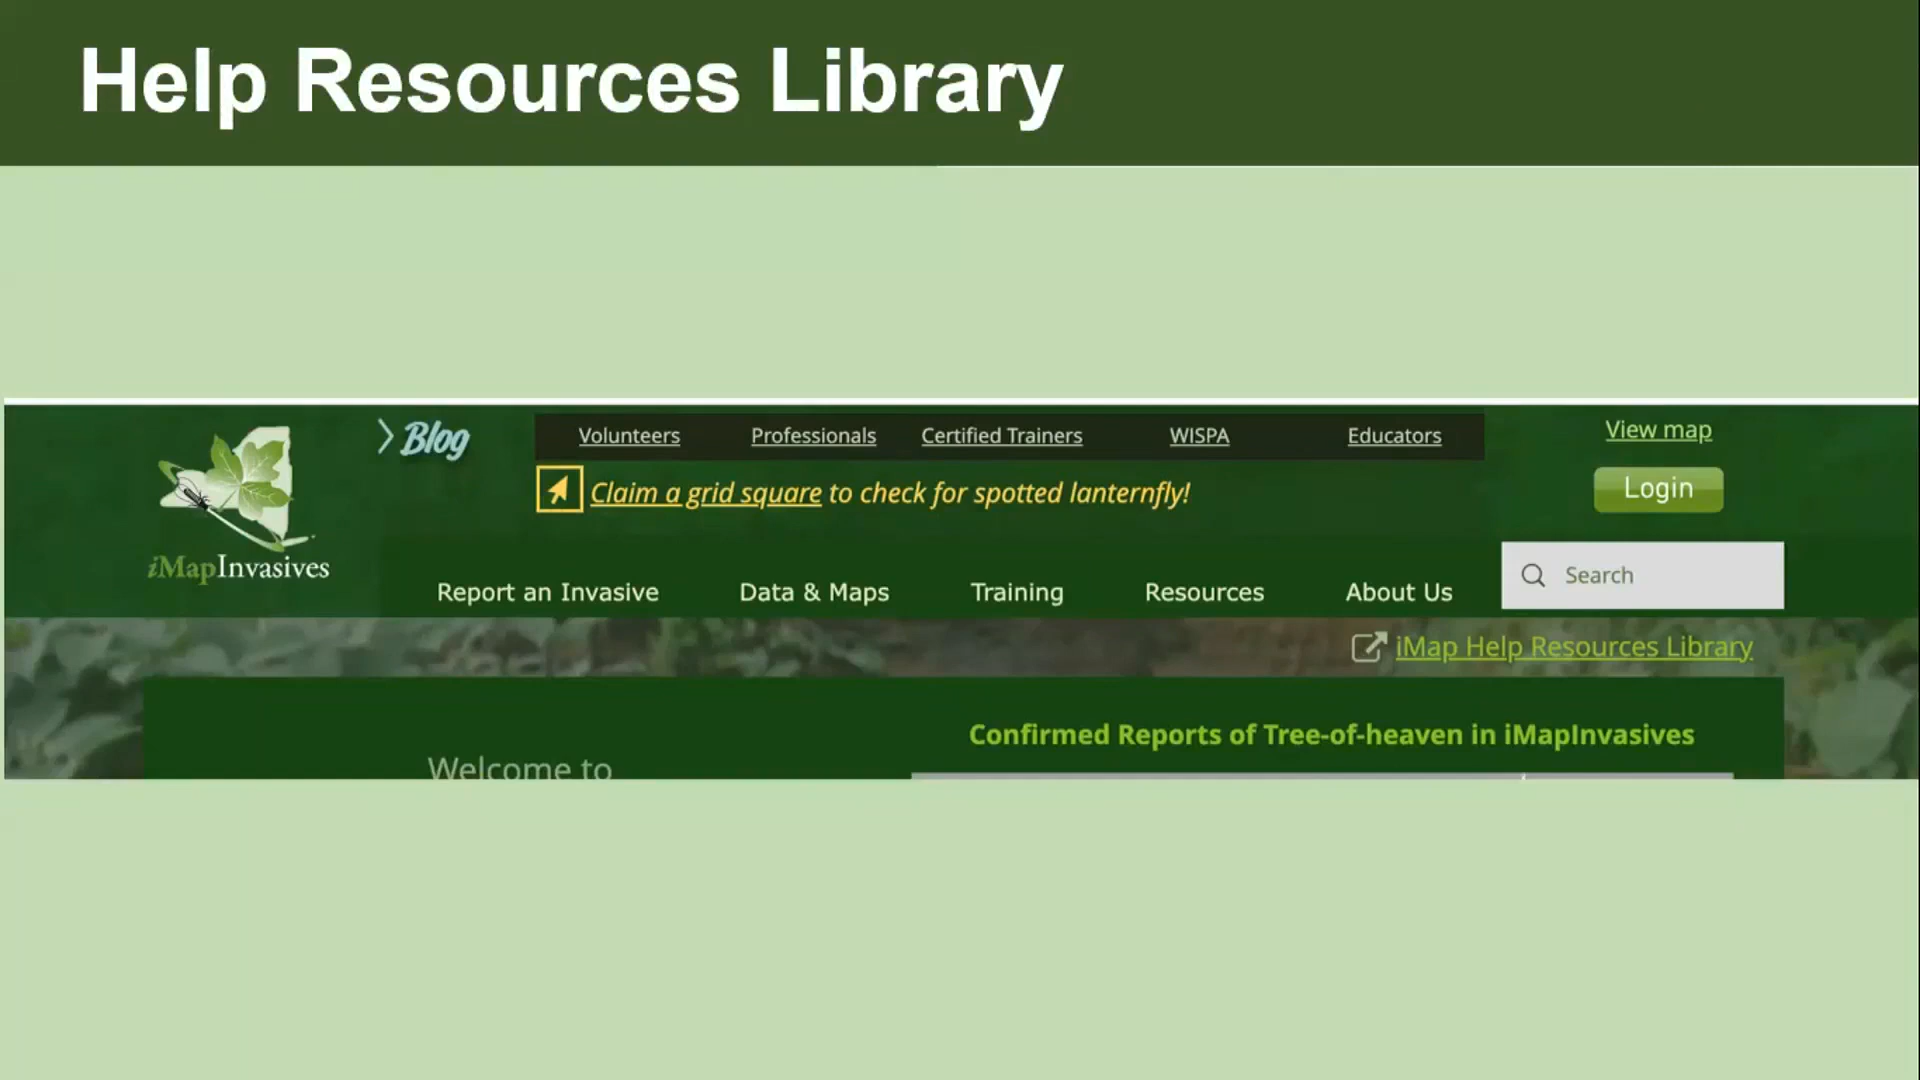 Help Resources Library
Blog
Volunteers Professionals Certified Trainers WISPA Educators
View map
Claim a grid square to check for spotted lanternfly!
Login
iMapInvasives
Report an Invasive Data & Maps Training Resources About Us
Search
iMap Help Resources Library
Confirmed Reports of Tree-of-heaven in iMapInvasives
Welcome to